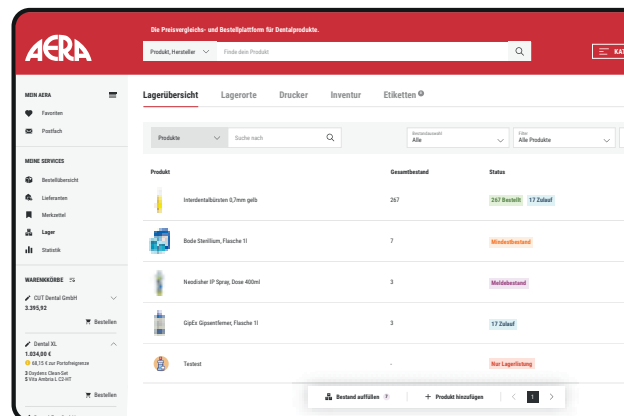 Die Preisvergleichs- und Bestellplattform für Dentalprodukte.
AERA
Produkt, Hersteller
Finde dein Produkt
KAT
MEIN AERA
Favoriten
Postfach
MEINE SERVICES
Bestellübersicht
Lieferanten
Merkzettel
Lager
Statistik
WARENKÖRBE
CUT Dental GmbH
3.395,92
Bestellen
Dental XL
1.034,00 €
68,15 € zur Portofreigrenze
3 Oxydens Clean-Set
5 Vita Ambria L C2-HT
Bestellen
Lagerübersicht Lagerorte Drucker Inventur Etiketten
Produkte
Suche nach
Bestandsauswahl
Alle
Filter
Alle Produkte
Produkt Gesamtbestand Status
Interdentalbürsten 0,7mm gelb 267 267 Bestellt 17 Zulauf
Bode Sterillium, Flasche 1l 7 Mindestbestand
Neodisher IP Spray, Dose 400ml 3 Meldebestand
GipEx Gipsentferner, Flasche 1l 3 17 Zulauf
Testest - Nur Lagerlistung
Bestand auffüllen Produkt hinzufügen 1